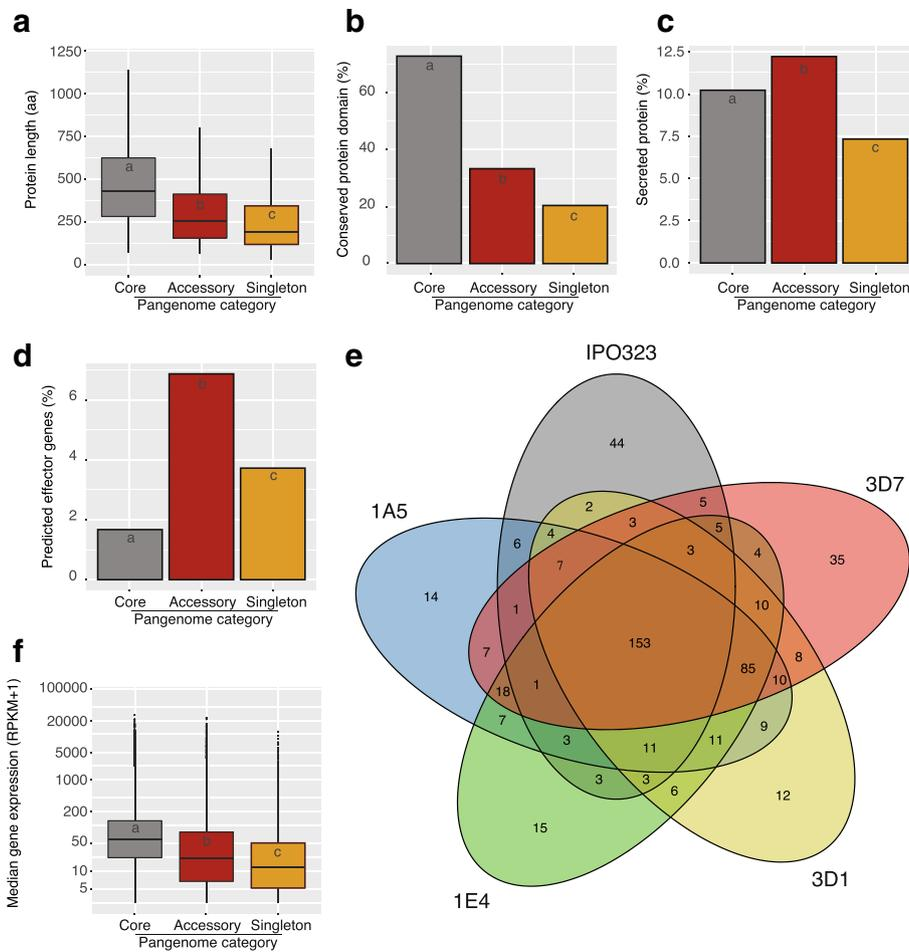 a
Protein length (aa)
1250
1000
750
500
250
0
a
b
c
Core Accessory Singleton
Pangenome category
b
Conserved protein domain (%)
60
40
20
0
a
b
c
Core Accessory Singleton
Pangenome category
c
Secreted protein (%)
12.5
10.0
7.5
5.0
2.5
0.0
a
b
c
Core Accessory Singleton
Pangenome category
d
Predicted effector genes (%)
6
4
2
0
a
b
c
Core Accessory Singleton
Pangenome category
e
IPO323
3D7
1A5
1E4
3D1
44
5
2
3
5
4
6
4
3
35
7
14
1
10
153
7
85
8
18
1
10
7
9
3
11
11
3
3
6
12
15
f
Median gene expression (RPKM+1)
100000
20000
5000
1000
200
50
10
5
a
b
c
Core Accessory Singleton
Pangenome category